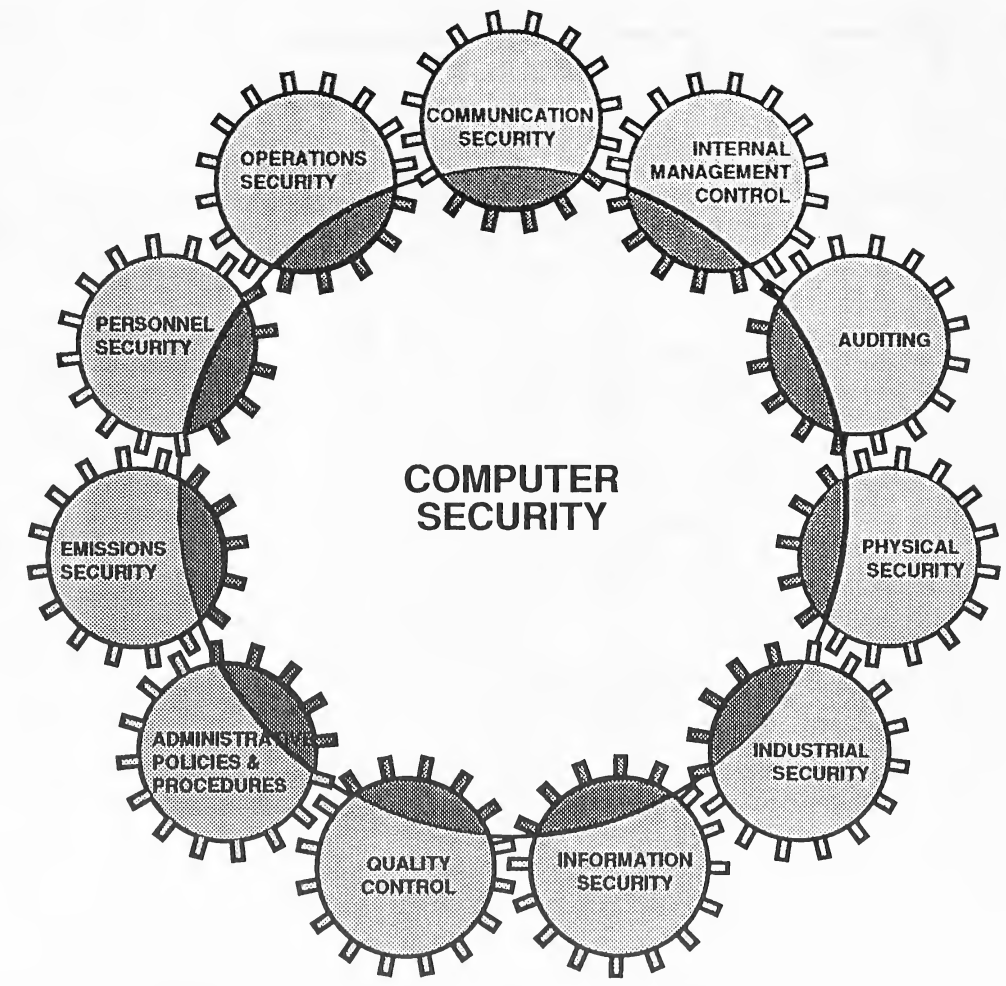 COMMUNICATION
SECURITY
INTERNAL
MANAGEMENT
CONTROL
AUDITING
PHYSICAL
SECURITY
INDUSTRIAL
SECURITY
INFORMATION
SECURITY
QUALITY
CONTROL
ADMINISTRATIVE
POLICIES &
PROCEDURES
EMISSIONS
SECURITY
PERSONNEL
SECURITY
OPERATIONS
SECURITY
COMPUTER
SECURITY